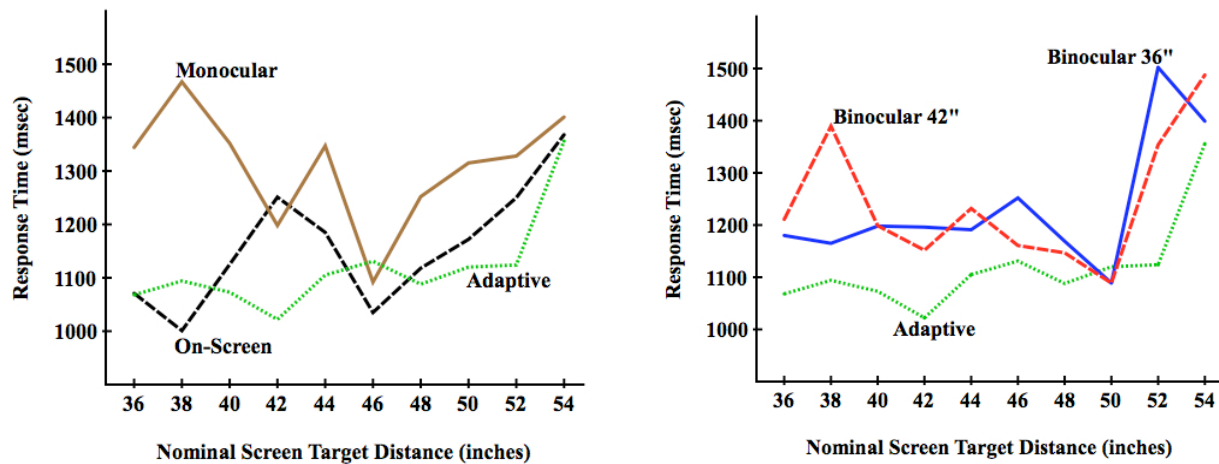 Response Time (msec)
1500
1400
1300
1200
1100
1000
Monocular
Adaptive
On-Screen
36 38 40 42 44 46 48 50 52 54
Nominal Screen Target Distance (inches)
Response Time (msec)
1500
1400
1300
1200
1100
1000
Binocular 36"
Binocular 42"
Adaptive
36 38 40 42 44 46 48 50 52 54
Nominal Screen Target Distance (inches)